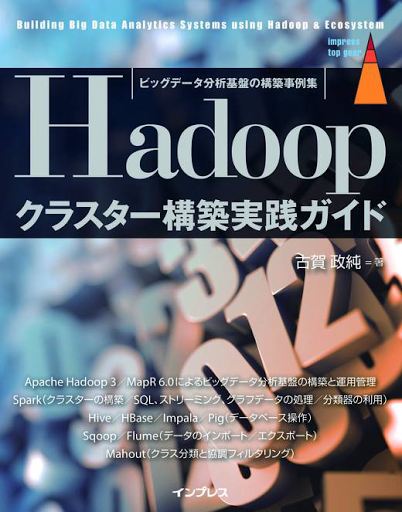 Building Big Data Analytics Systems using Hadoop & Ecosystem
impress
top gear
ビッグデータ分析基盤の構築事例集
Hadoop
クラスター構築実践ガイド
古賀 政純=著
Apache Hadoop 3／MapR 6.0によるビッグデータ分析基盤の構築と運用管理
Spark（クラスターの構築／SQL、ストリーミング、グラフデータの処理／分類器の利用）
Hive／HBase／Impala／Pig（データベース操作）
Sqoop／Flume（データのインポート／エクスポート）
Mahout（クラス分類と協調フィルタリング）
インプレス